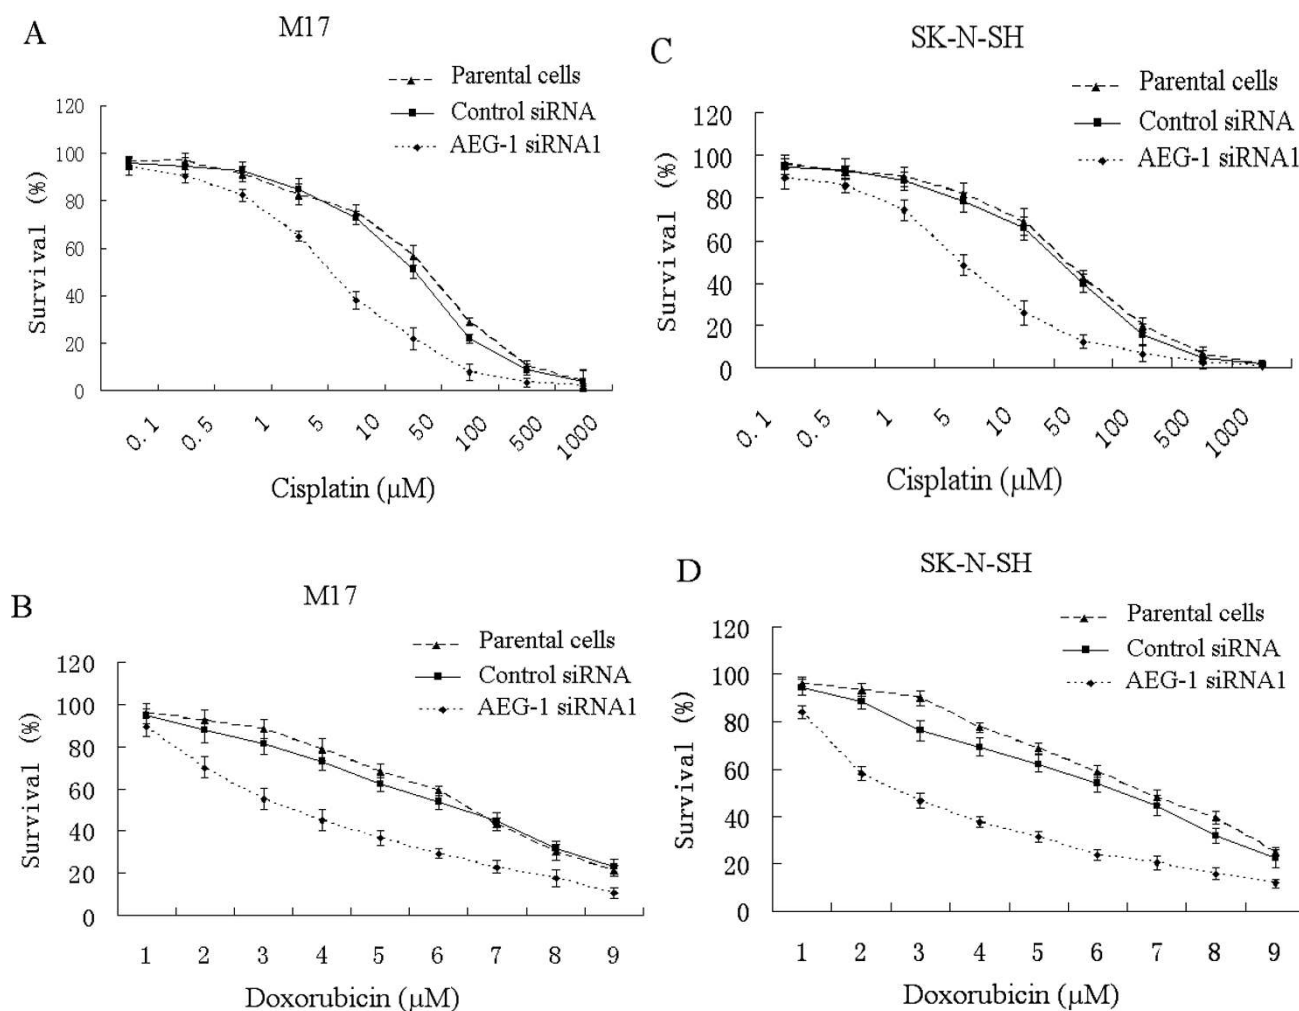 A
M17
Parental cells
Control siRNA
AEG-1 siRNA1
120
100
80
60
40
20
0
Survival (%)
0.1
0.5
1
5
10
50
100
500
1000
Cisplatin (μM)
C
SK-N-SH
Parental cells
Control siRNA
AEG-1 siRNA1
120
100
80
60
40
20
0
Survival (%)
0.1
0.5
1
5
10
50
100
500
1000
Cisplatin (μM)
B
M17
Parental cells
Control siRNA
AEG-1 siRNA1
120
100
80
60
40
20
0
Survival (%)
1 2 3 4 5 6 7 8 9
Doxorubicin (μM)
D
SK-N-SH
Parental cells
Control siRNA
AEG-1 siRNA1
120
100
80
60
40
20
0
Survival (%)
1 2 3 4 5 6 7 8 9
Doxorubicin (μM)